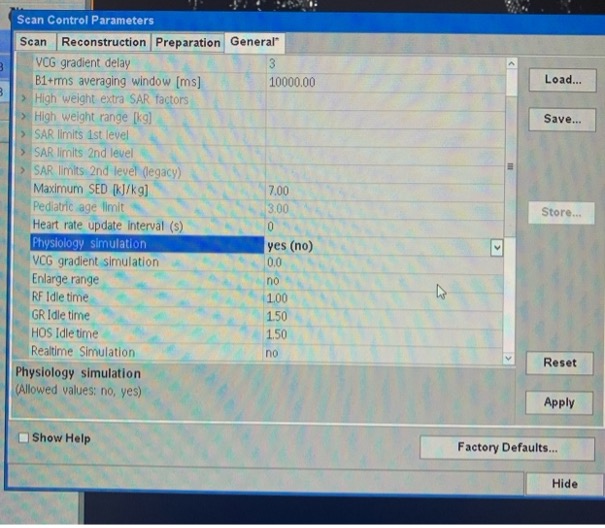 Scan Control Parameters
Scan Reconstruction Preparation General*
VCG gradient delay 3
B1+rms averaging window [ms] 10000.00
High weight extra SAR factors
High weight range [kg]
SAR limits 1st level
SAR limits 2nd level
SAR limits 2nd level (legacy)
Maximum SED [kJ/kg] 7.00
Pediatric age limit 3.00
Heart rate update interval (s) 0
Physiology simulation yes (no)
VCG gradient simulation 0.0
Enlarge range no
RF Idle time 1.00
GR Idle time 1.50
HOS Idle time 1.50
Realtime Simulation no
Physiology simulation
(Allowed values: no, yes)
Load...
Save...
Store...
Reset
Apply
Show Help
Factory Defaults...
Hide